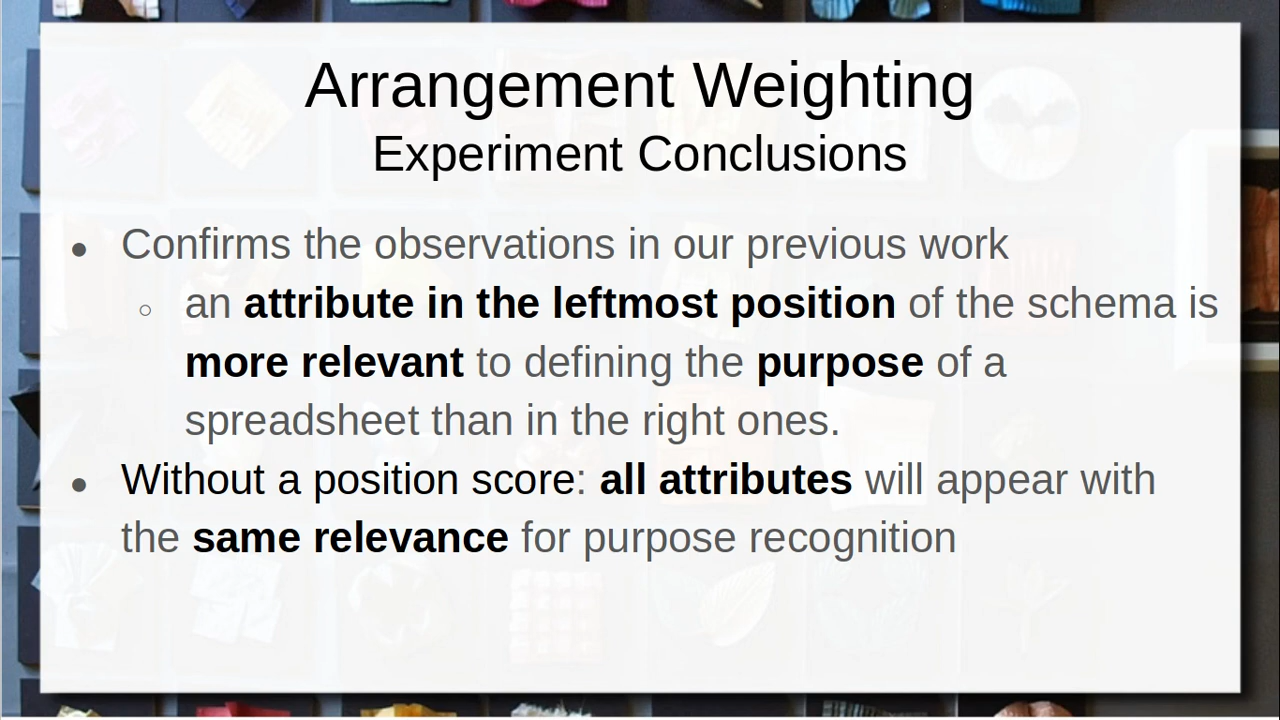 Arrangement Weighting
Experiment Conclusions
● Confirms the observations in our previous work
○ an attribute in the leftmost position of the schema is
more relevant to defining the purpose of a
spreadsheet than in the right ones.
● Without a position score: all attributes will appear with
the same relevance for purpose recognition